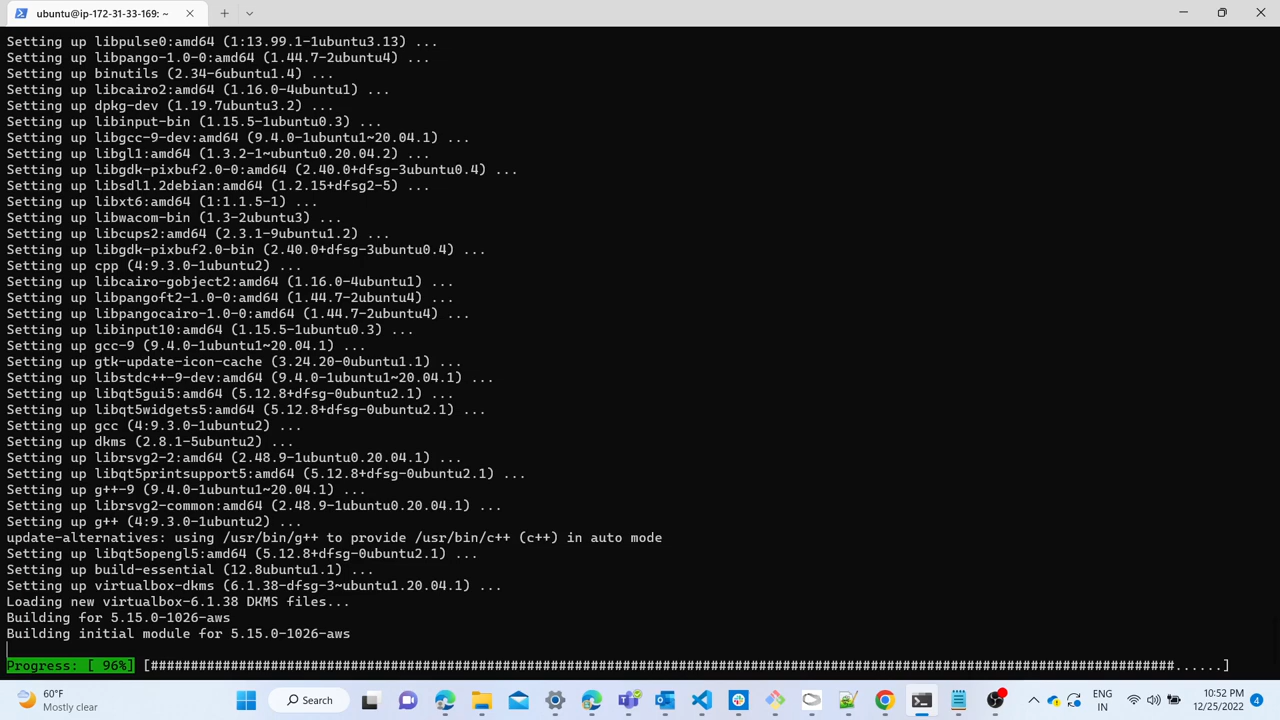 ubuntu@ip-172-31-33-169: ~
Setting up libpulse0:amd64 (1:13.99.1-1ubuntu3.13) ...
Setting up libpango-1.0-0:amd64 (1.44.7-2ubuntu4) ...
Setting up binutils (2.34-6ubuntu1.4) ...
Setting up libcairo2:amd64 (1.16.0-4ubuntu1) ...
Setting up dpkg-dev (1.19.7ubuntu3.2) ...
Setting up libinput-bin (1.15.5-1ubuntu0.3) ...
Setting up libgcc-9-dev:amd64 (9.4.0-1ubuntu1~20.04.1) ...
Setting up libgl1:amd64 (1.3.2-1~ubuntu0.20.04.2) ...
Setting up libgdk-pixbuf2.0-0:amd64 (2.40.0+dfsg-3ubuntu0.4) ...
Setting up libsdl1.2debian:amd64 (1.2.15+dfsg2-5) ...
Setting up libxt6:amd64 (1:1.1.5-1) ...
Setting up libwacom-bin (1.3-2ubuntu3) ...
Setting up libcups2:amd64 (2.3.1-9ubuntu1.2) ...
Setting up libgdk-pixbuf2.0-bin (2.40.0+dfsg-3ubuntu0.4) ...
Setting up cpp (4:9.3.0-1ubuntu2) ...
Setting up libcairo-gobject2:amd64 (1.16.0-4ubuntu1) ...
Setting up libpangoft2-1.0-0:amd64 (1.44.7-2ubuntu4) ...
Setting up libpangocairo-1.0-0:amd64 (1.44.7-2ubuntu4) ...
Setting up libinput10:amd64 (1.15.5-1ubuntu0.3) ...
Setting up gcc-9 (9.4.0-1ubuntu1~20.04.1) ...
Setting up gtk-update-icon-cache (3.24.20-0ubuntu1.1) ...
Setting up libstdc++-9-dev:amd64 (9.4.0-1ubuntu1~20.04.1) ...
Setting up libqt5gui5:amd64 (5.12.8+dfsg-0ubuntu2.1) ...
Setting up libqt5widgets5:amd64 (5.12.8+dfsg-0ubuntu2.1) ...
Setting up gcc (4:9.3.0-1ubuntu2) ...
Setting up dkms (2.8.1-5ubuntu2) ...
Setting up librsvg2-2:amd64 (2.48.9-1ubuntu0.20.04.1) ...
Setting up libqt5printsupport5:amd64 (5.12.8+dfsg-0ubuntu2.1) ...
Setting up g++-9 (9.4.0-1ubuntu1~20.04.1) ...
Setting up librsvg2-common:amd64 (2.48.9-1ubuntu0.20.04.1) ...
Setting up g++ (4:9.3.0-1ubuntu2) ...
update-alternatives: using /usr/bin/g++ to provide /usr/bin/c++ (c++) in auto mode
Setting up libqt5opengl5:amd64 (5.12.8+dfsg-0ubuntu2.1) ...
Setting up build-essential (12.8ubuntu1.1) ...
Setting up virtualbox-dkms (6.1.38-dfsg-3~ubuntu1.20.04.1) ...
Loading new virtualbox-6.1.38 DKMS files...
Building for 5.15.0-1026-aws
Building initial module for 5.15.0-1026-aws
Progress: [ 96%] [################################################################################################################################......]
60°F
Mostly clear
Search
ENG
IN
10:52 PM
12/25/2022
4